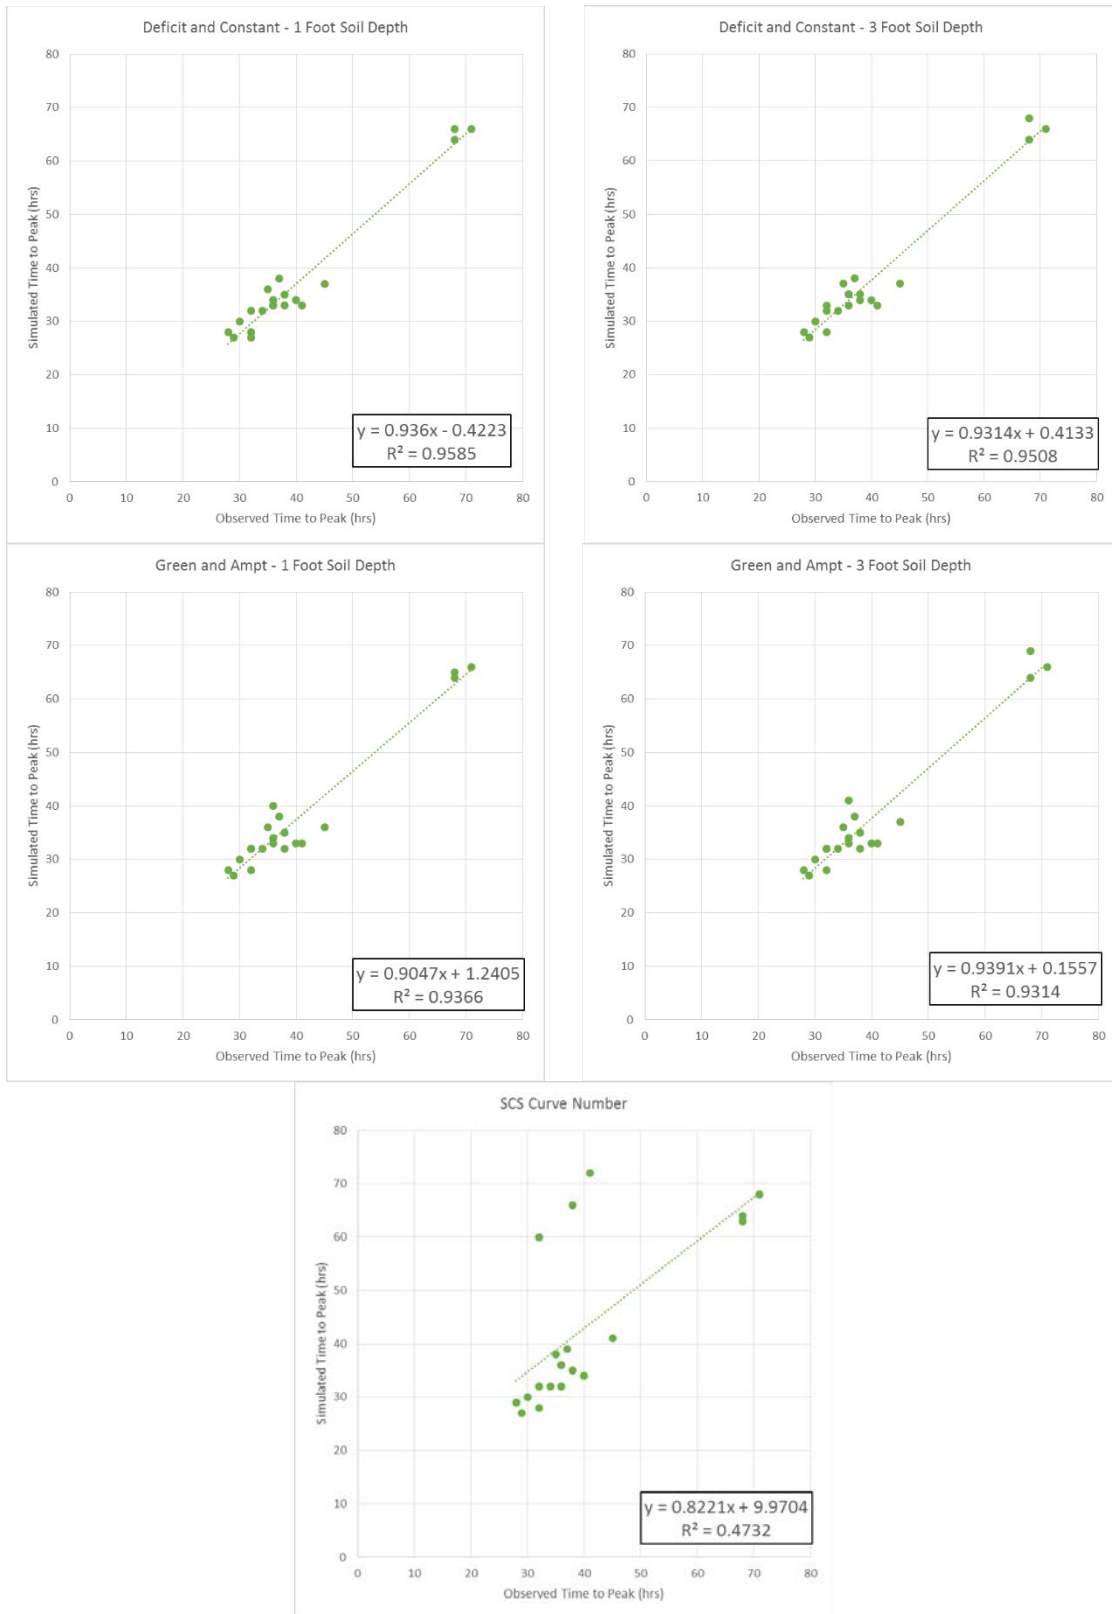 Deficit and Constant - 1 Foot Soil Depth
80
70
60
50
40
30
20
10
0
Simulated Time to Peak (hrs)
0 10 20 30 40 50 60 70 80
Observed Time to Peak (hrs)
y = 0.936x - 0.4223
R² = 0.9585
Deficit and Constant - 3 Foot Soil Depth
80
70
60
50
40
30
20
10
0
Simulated Time to Peak (hrs)
0 10 20 30 40 50 60 70 80
Observed Time to Peak (hrs)
y = 0.9314x + 0.4133
R² = 0.9508
Green and Ampt - 1 Foot Soil Depth
80
70
60
50
40
30
20
10
0
Simulated Time to Peak (hrs)
0 10 20 30 40 50 60 70 80
Observed Time to Peak (hrs)
y = 0.9047x + 1.2405
R² = 0.9366
Green and Ampt - 3 Foot Soil Depth
80
70
60
50
40
30
20
10
0
Simulated Time to Peak (hrs)
0 10 20 30 40 50 60 70 80
Observed Time to Peak (hrs)
y = 0.9391x + 0.1557
R² = 0.9314
SCS Curve Number
80
70
60
50
40
30
20
10
0
Simulated Time to Peak (hrs)
0 10 20 30 40 50 60 70 80
Observed Time to Peak (hrs)
y = 0.8221x + 9.9704
R² = 0.4732